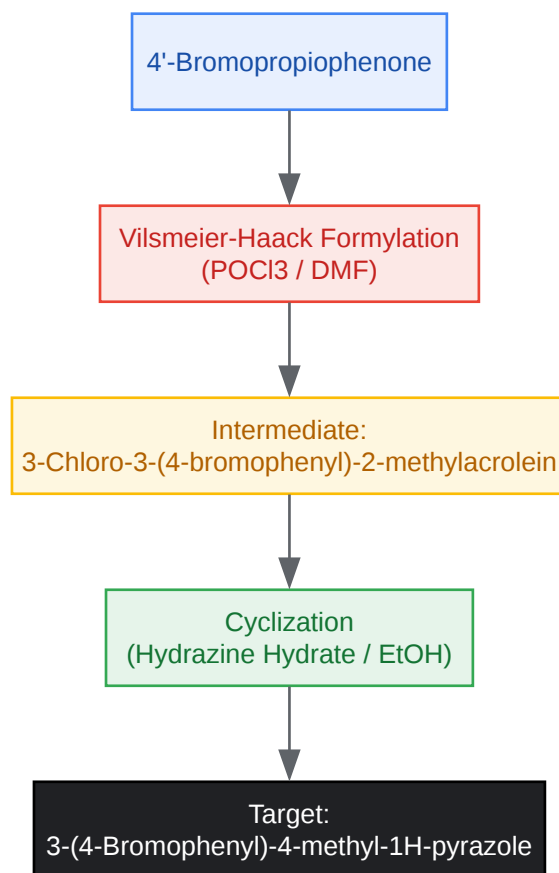 4'-Bromopropiophenone
Vilsmeier-Haack Formylation
(POCl3 / DMF)
Intermediate:
3-Chloro-3-(4-bromophenyl)-2-methylacrolein
Cyclization
(Hydrazine Hydrate / EtOH)
Target:
3-(4-Bromophenyl)-4-methyl-1H-pyrazole